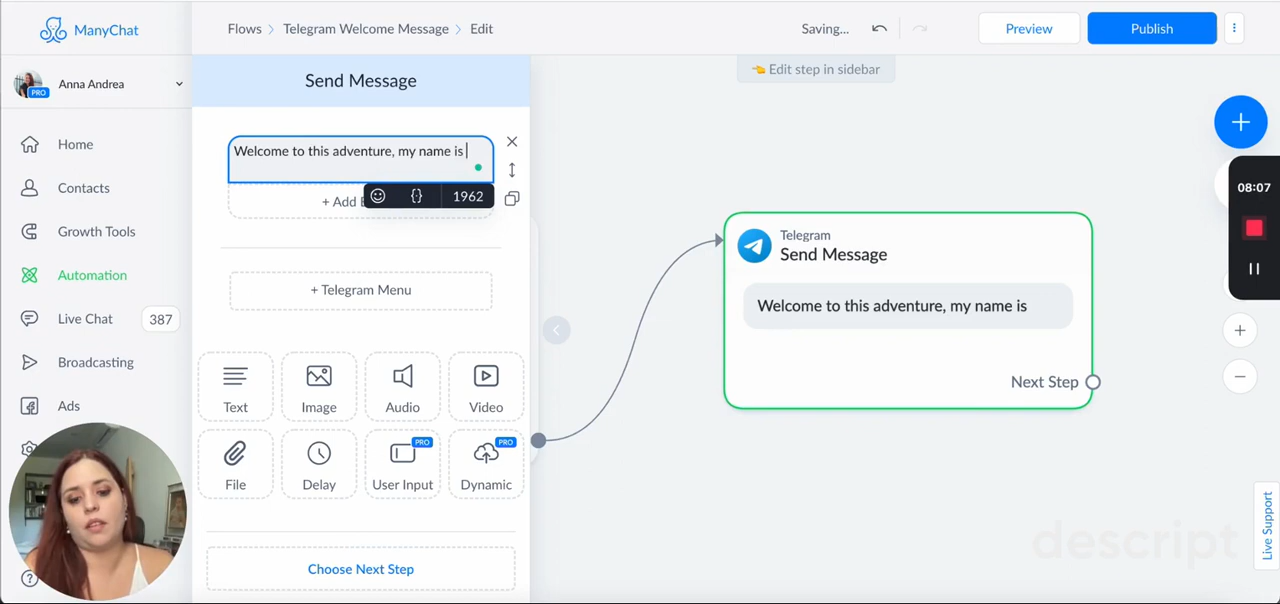 ManyChat
Flows > Telegram Welcome Message > Edit
Saving...
Preview
Publish
PRO
Anna Andrea
Send Message
👈 Edit step in sidebar
Home
Contacts
Growth Tools
Automation
Live Chat
387
Broadcasting
Ads
Welcome to this adventure, my name is
+ Add B
1962
+ Telegram Menu
Text
Image
Audio
Video
File
Delay
PRO
User Input
PRO
Dynamic
Choose Next Step
Telegram
Send Message
Welcome to this adventure, my name is
Next Step
08:07
Live Support
descript